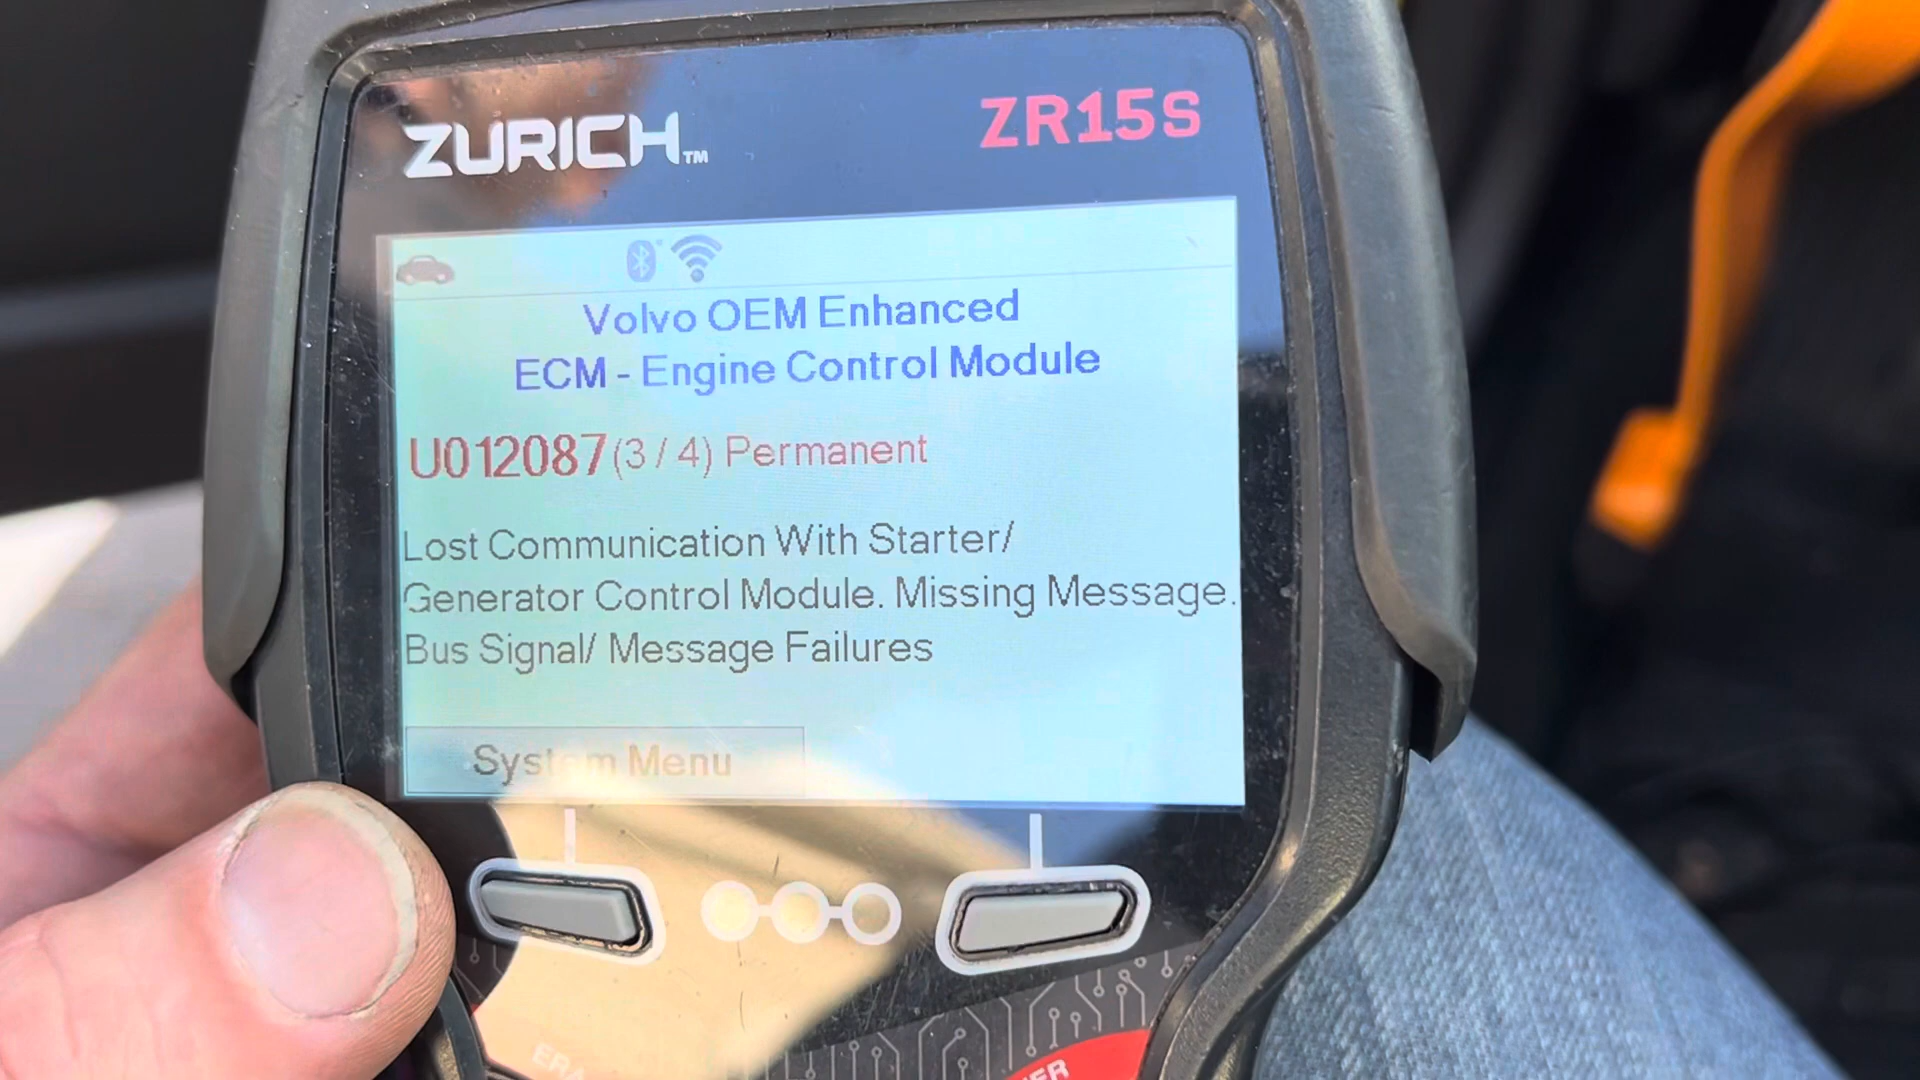 ZURICH™
ZR15S
Volvo OEM Enhanced
ECM - Engine Control Module
U012087(3 / 4) Permanent
Lost Communication With Starter/
Generator Control Module. Missing Message.
Bus Signal/ Message Failures
System Menu